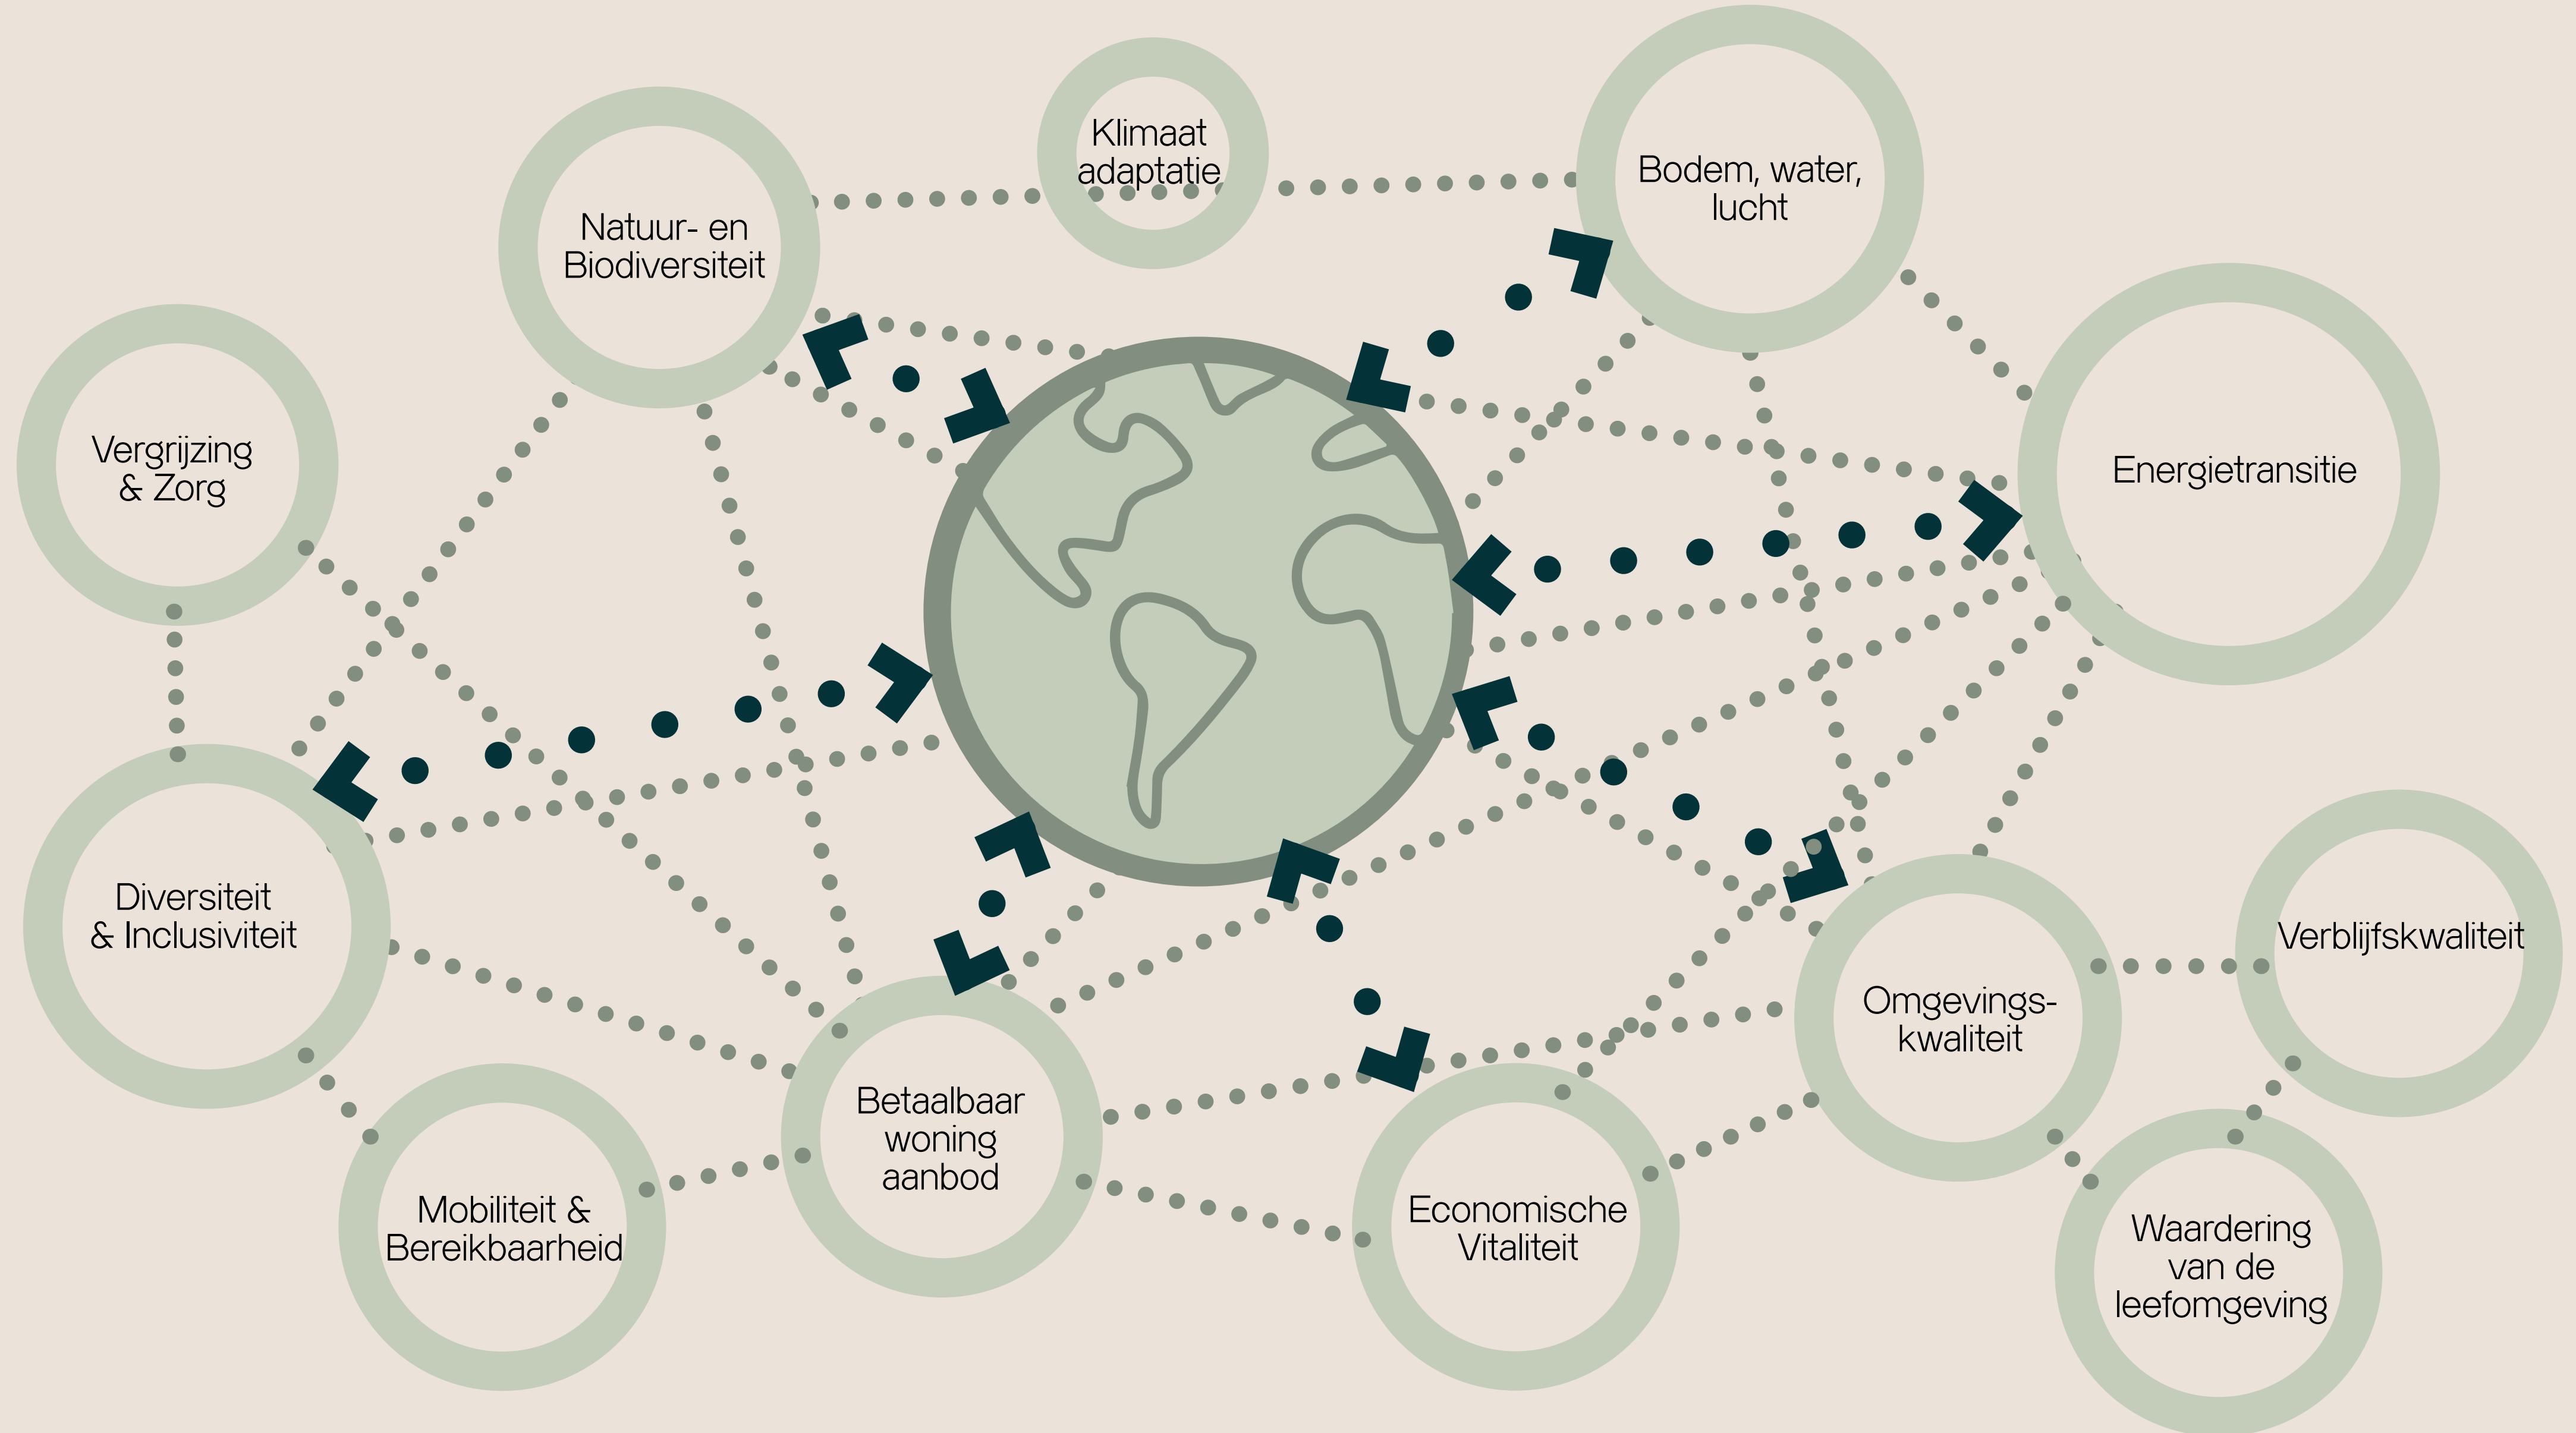 Klimaat
adaptatie
Bodem, water,
lucht
Natuur- en
Biodiversiteit
Vergrijzing
& Zorg
Energietransitie
Diversiteit
& Inclusiviteit
Verblijfskwaliteit
Omgevings-
kwaliteit
Betaalbaar
woning
aanbod
Mobiliteit &
Bereikbaarheid
Economische
Vitaliteit
Waardering
van de
leefomgeving